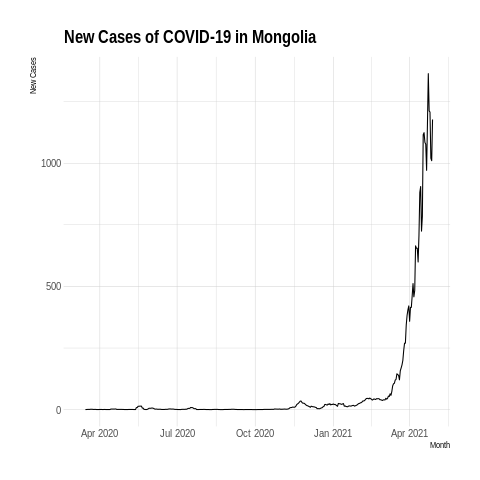 New Cases of COVID-19 in Mongolia
New Cases
1000
500
0
Apr 2020 Jul 2020 Oct 2020 Jan 2021 Apr 2021
Month